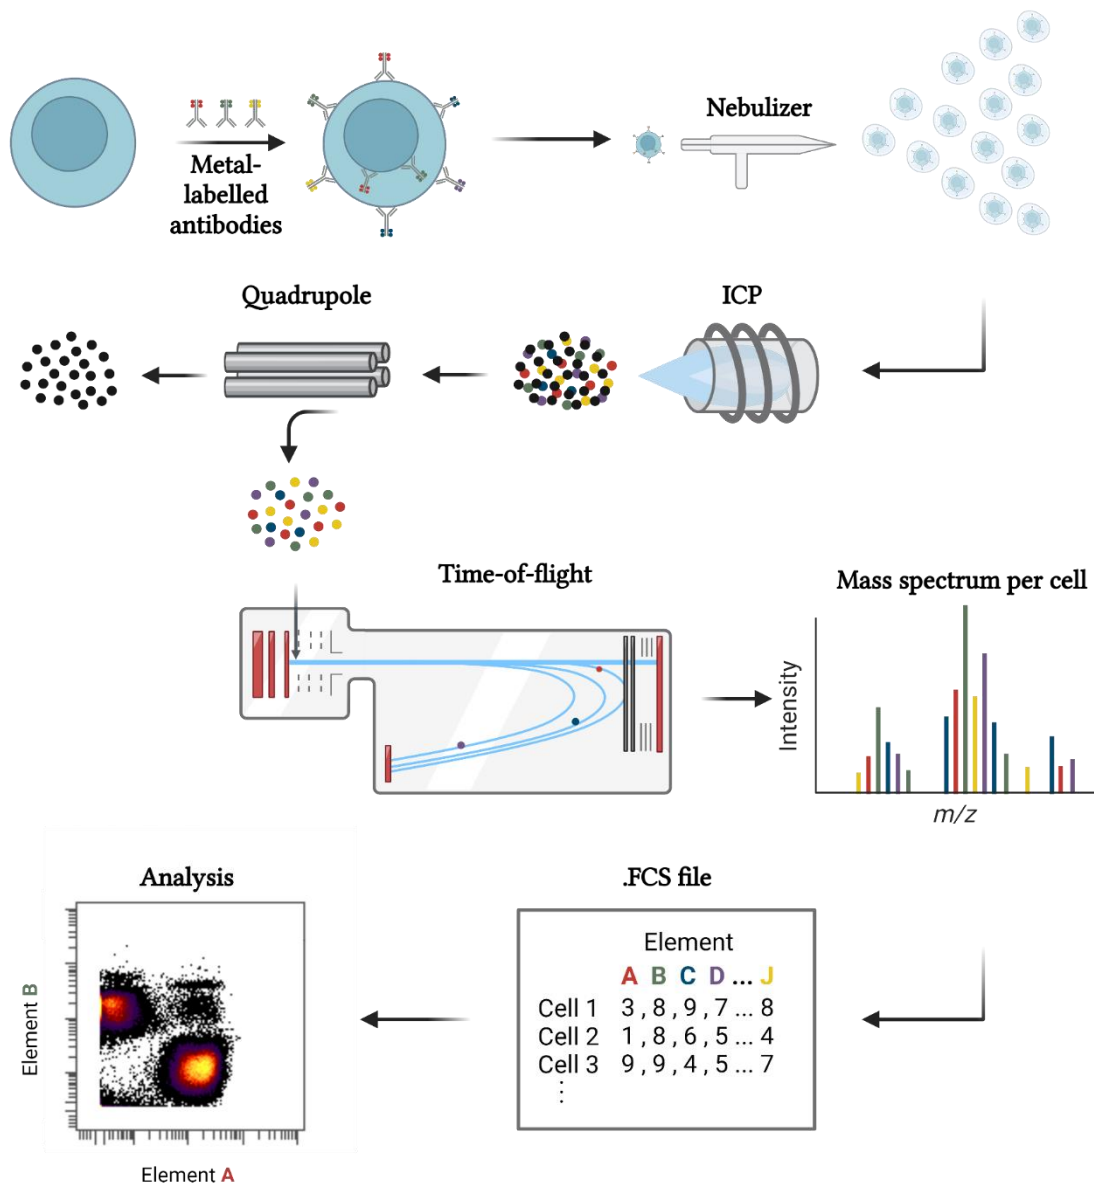 Metal-
labelled
antibodies
Nebulizer
Quadrupole
ICP
Time-of-flight
Mass spectrum per cell
Intensity
m/z
Analysis
Element B
Element A
.FCS file
Element
A B C D ... J
Cell 1 3 , 8 , 9 , 7 ... 8
Cell 2 1 , 8 , 6 , 5 ... 4
Cell 3 9 , 9 , 4 , 5 ... 7
⋮